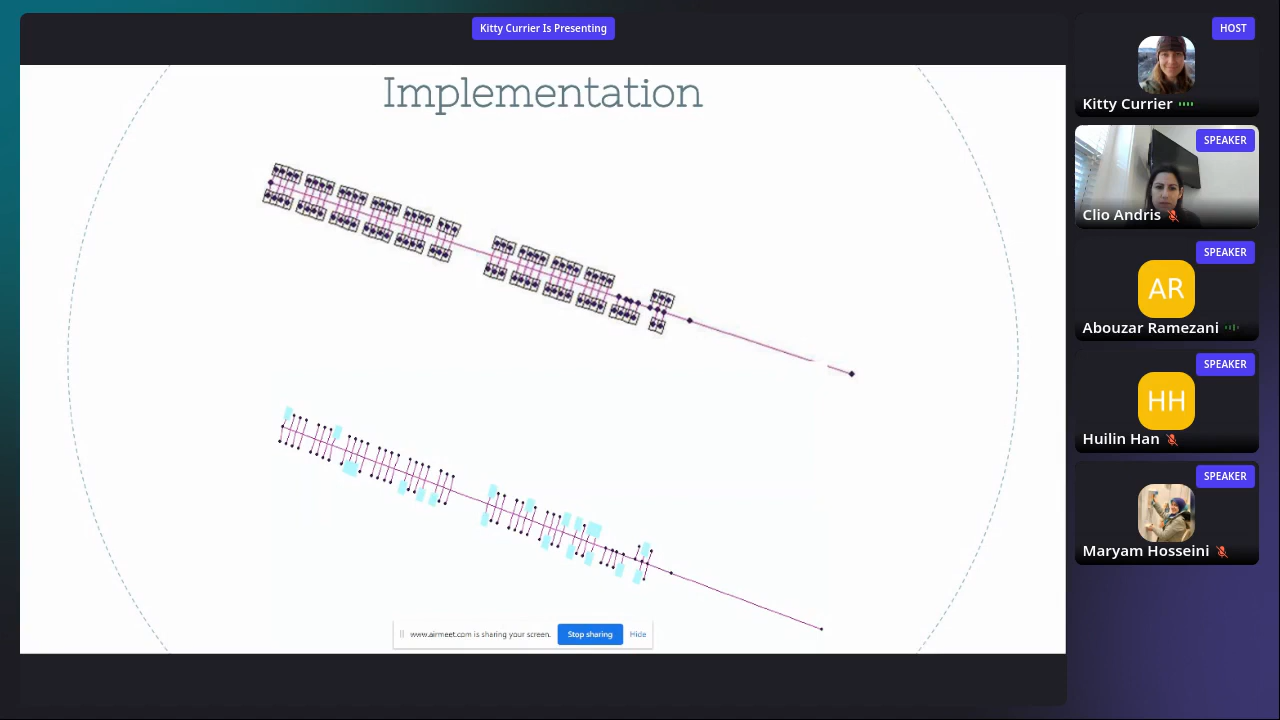 Kitty Currier Is Presenting
Implementation
www.airmeet.com is sharing your screen.
Stop sharing
Hide
HOST
Kitty Currier
SPEAKER
Clio Andris
SPEAKER
AR
Abouzar Ramezani
SPEAKER
HH
Huilin Han
SPEAKER
Maryam Hosseini